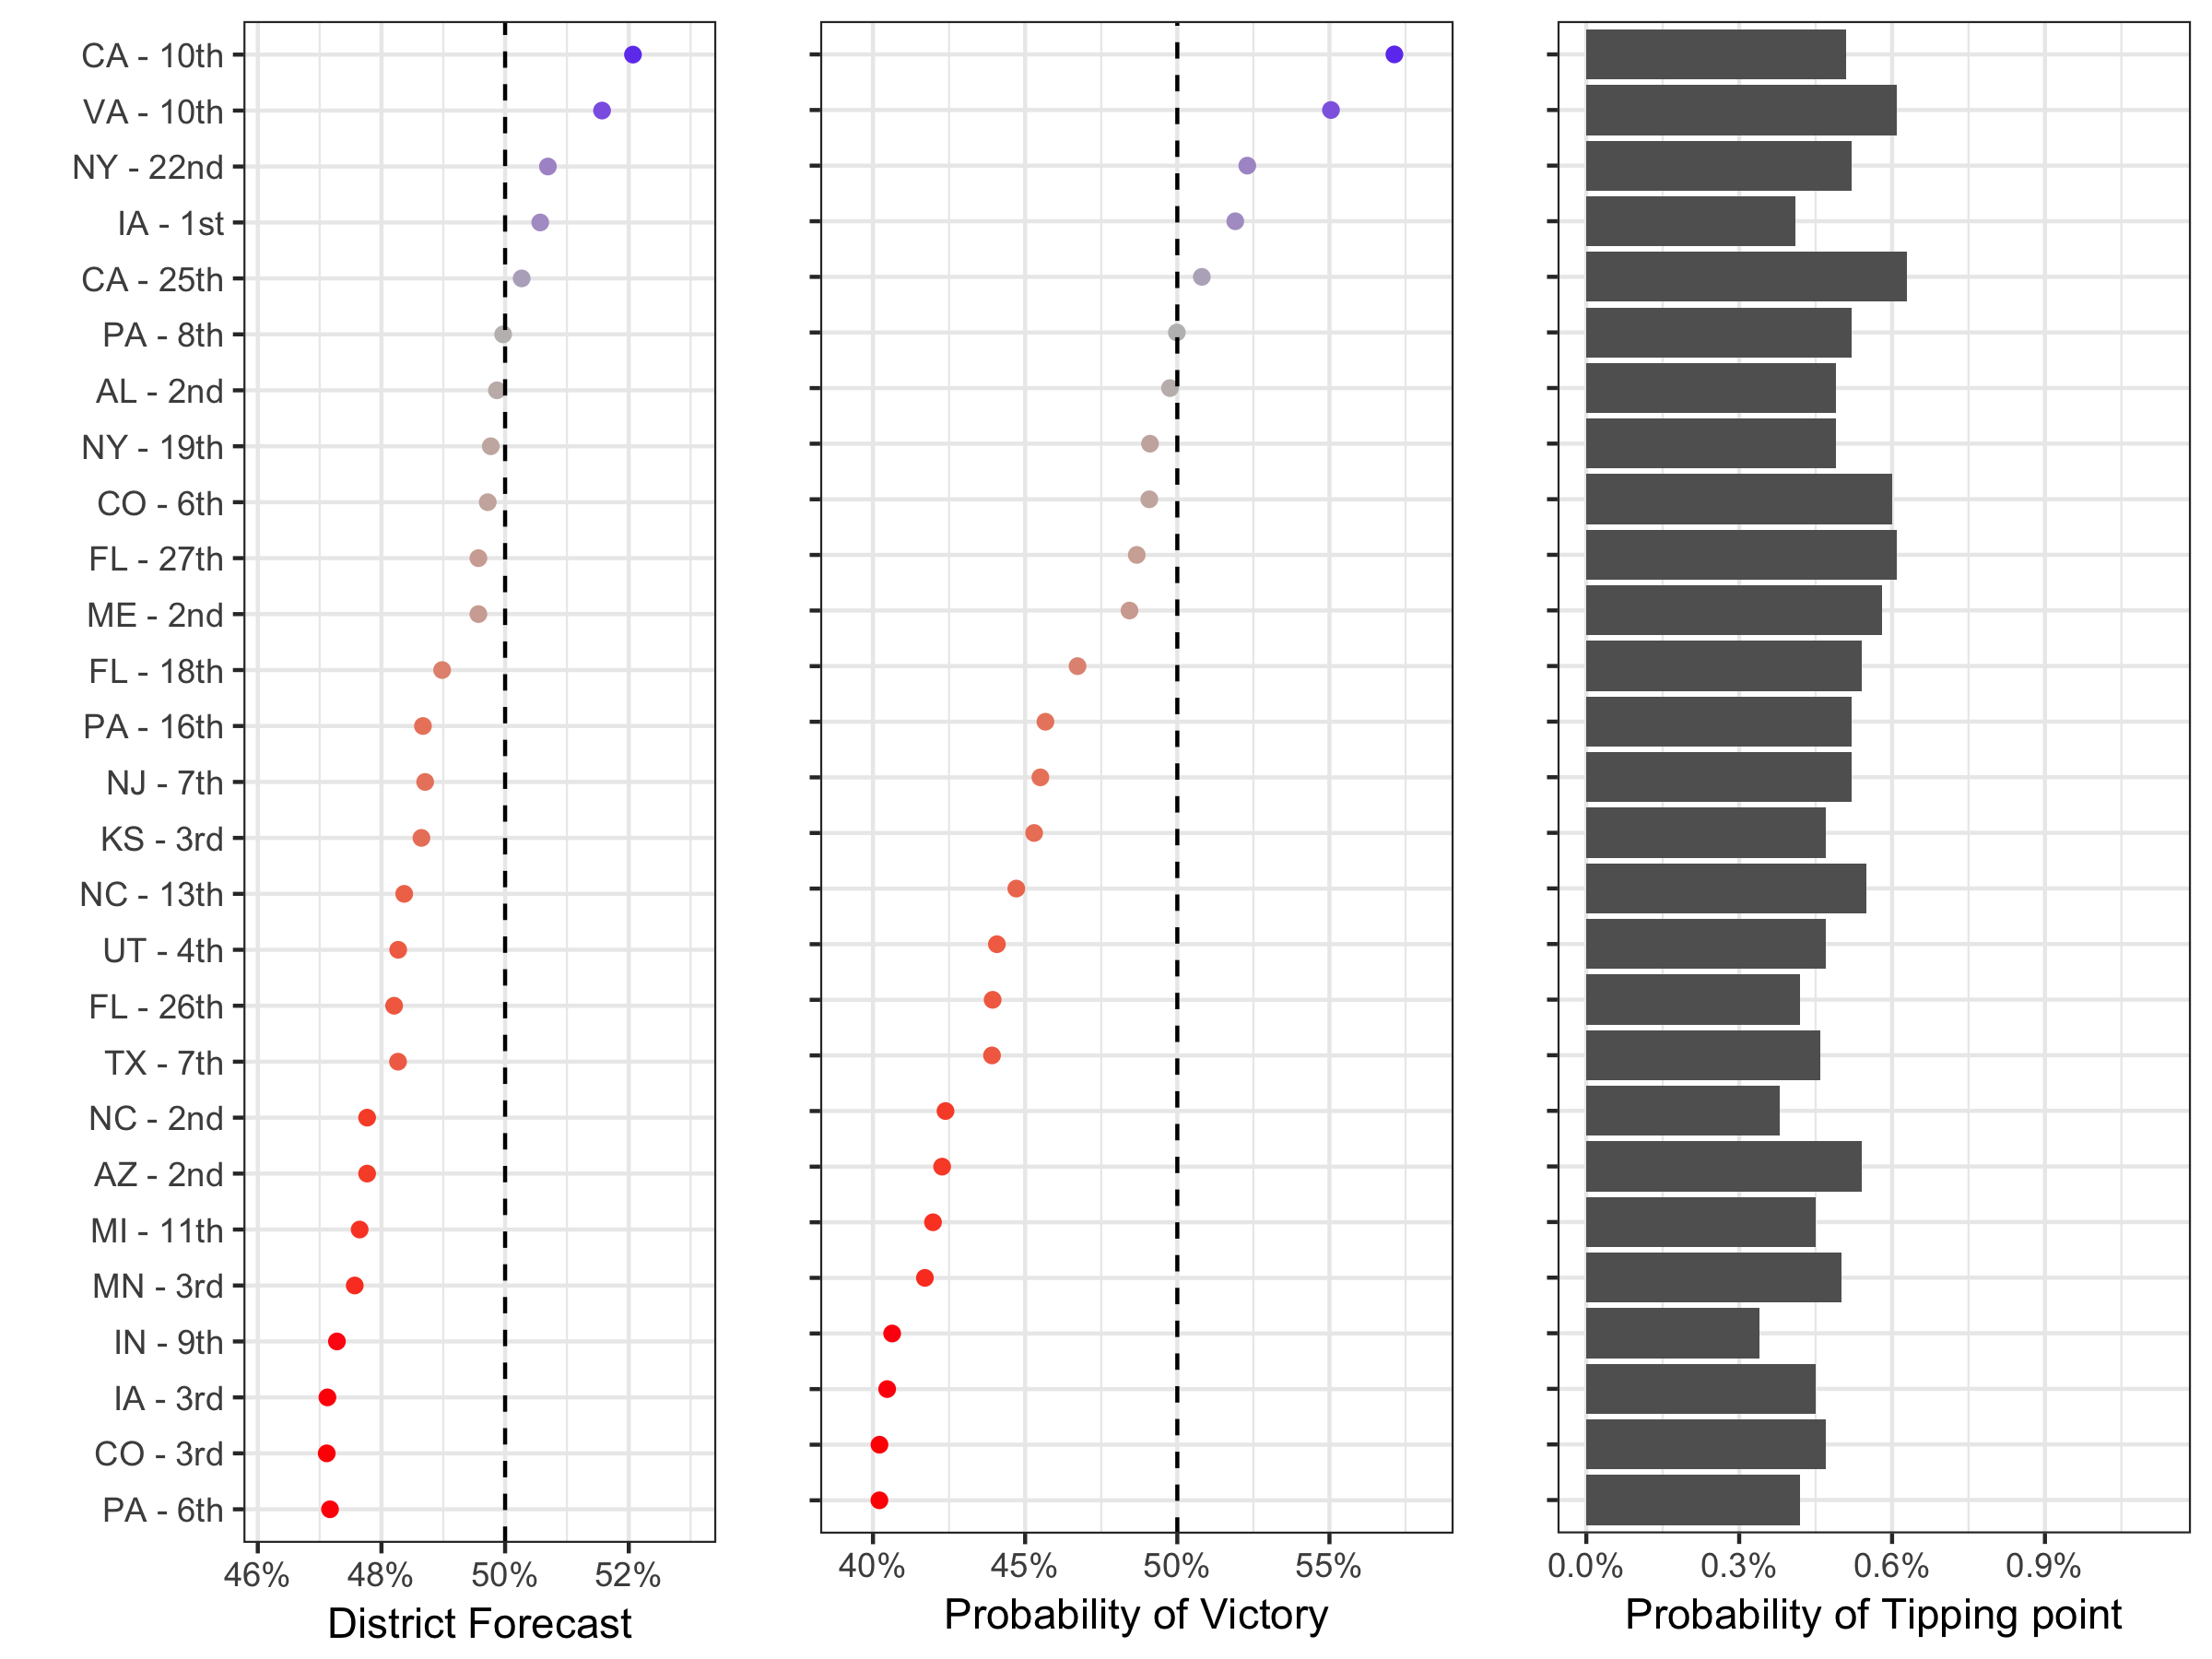 CA - 10th
VA - 10th
NY - 22nd
IA - 1st
CA - 25th
PA - 8th
AL - 2nd
NY - 19th
CO - 6th
FL - 27th
ME - 2nd
FL - 18th
PA - 16th
NJ - 7th
KS - 3rd
NC - 13th
UT - 4th
FL - 26th
TX - 7th
NC - 2nd
AZ - 2nd
MI - 11th
MN - 3rd
IN - 9th
IA - 3rd
CO - 3rd
PA - 6th
46% 48% 50% 52%
District Forecast
40% 45% 50% 55%
Probability of Victory
0.0% 0.3% 0.6% 0.9%
Probability of Tipping point